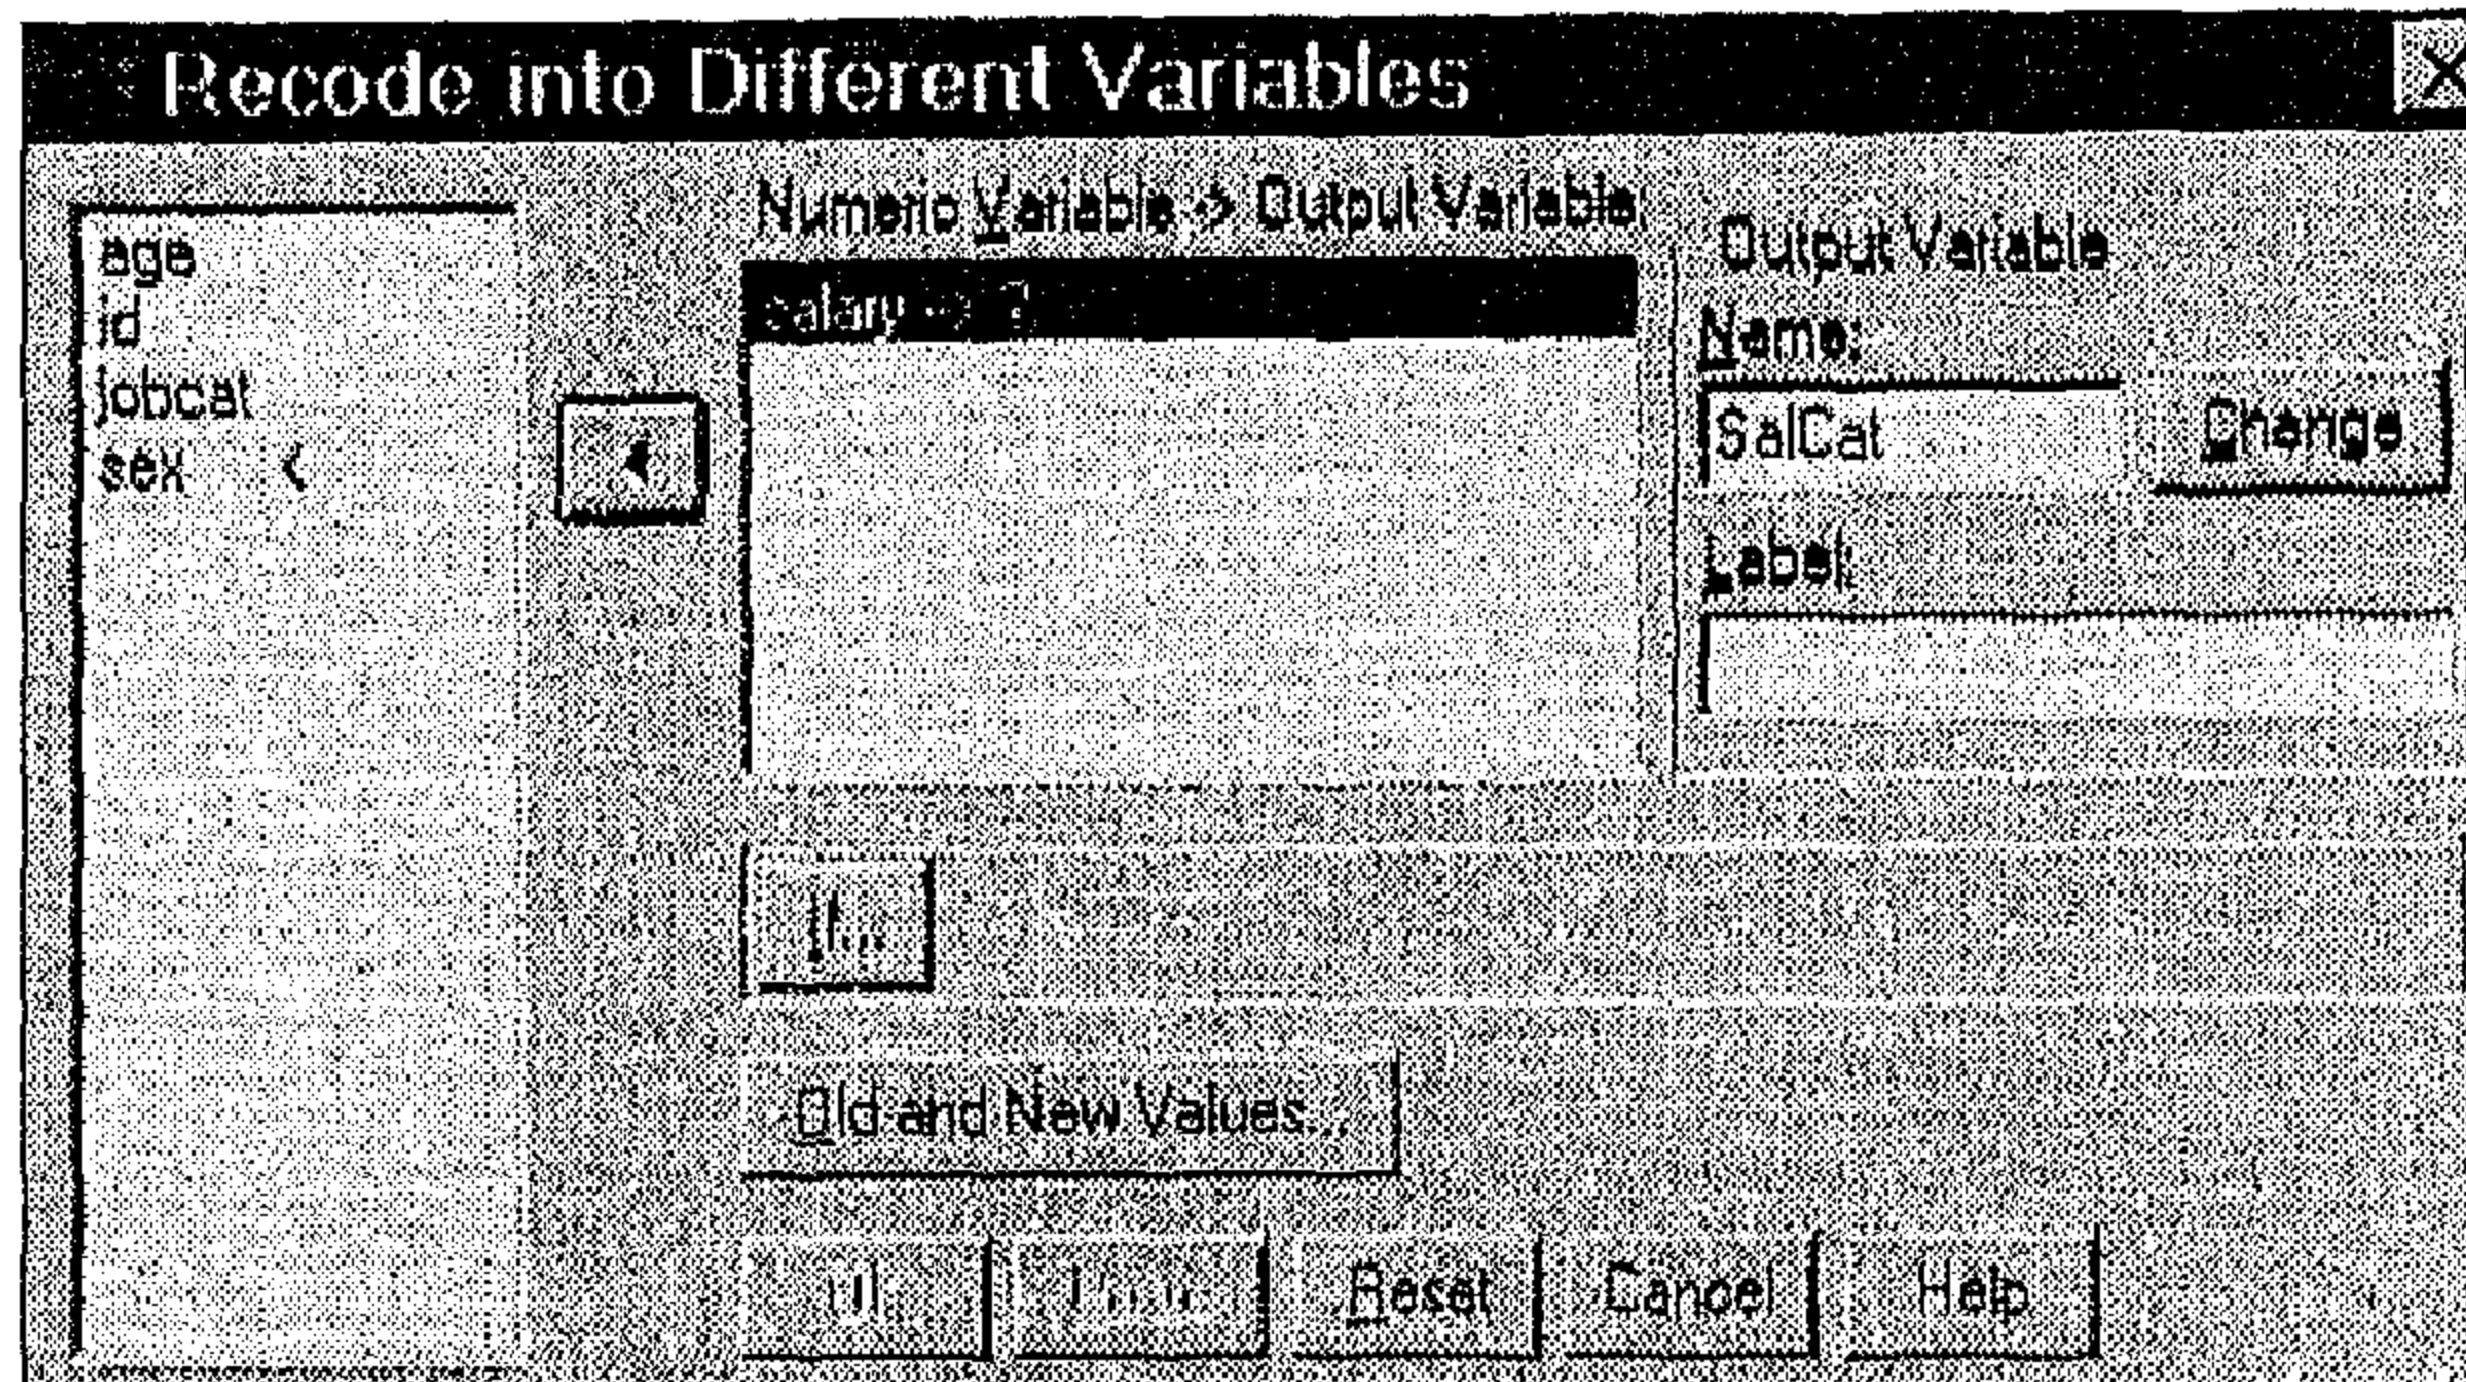 Recode into Different Variables
age
id
jobcat
sex <
Numeric Variable -> Output Variable:
salary --> ?
Output Variable
Name:
SalCat
Change
Label:
If...
Old and New Values...
Reset
Cancel
Help